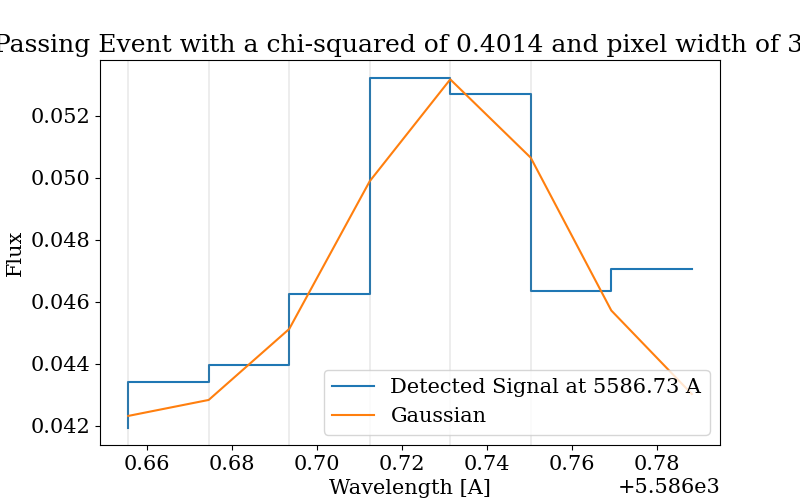 Passing Event with a chi-squared of 0.4014 and pixel width of 3
0.052
0.050
0.048
0.046
0.044
0.042
Flux
Detected Signal at 5586.73 A
Gaussian
0.66 0.68 0.70 0.72 0.74 0.76 0.78
Wavelength [A]
+5.586e3